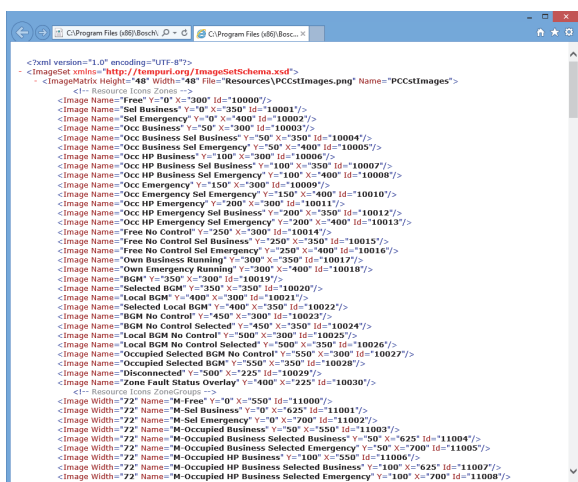 C:\Program Files (x86)\Bosch\
C:\Program Files (x86)\Bosc...
<?xml version="1.0" encoding="UTF-8"?>
- <ImageSet xmlns="http://tempuri.org/ImageSetSchema.xsd">
- <ImageMatrix Height="48" Width="48" File="Resources\PCCstImages.png" Name="PCCstImages">
<!-- Resource Icons Zones -->
<Image Name="Free" Y="0" X="300" Id="10000"/>
<Image Name="Sel Business" Y="0" X="350" Id="10001"/>
<Image Name="Sel Emergency" Y="0" X="400" Id="10002"/>
<Image Name="Occ Business" Y="50" X="300" Id="10003"/>
<Image Name="Occ Business Sel Business" Y="50" X="350" Id="10004"/>
<Image Name="Occ Business Sel Emergency" Y="50" X="400" Id="10005"/>
<Image Name="Occ HP Business" Y="100" X="300" Id="10006"/>
<Image Name="Occ HP Business Sel Business" Y="100" X="350" Id="10007"/>
<Image Name="Occ HP Business Sel Emergency" Y="100" X="400" Id="10008"/>
<Image Name="Occ Emergency" Y="150" X="300" Id="10009"/>
<Image Name="Occ Emergency Sel Emergency" Y="150" X="400" Id="10010"/>
<Image Name="Occ HP Emergency" Y="200" X="300" Id="10011"/>
<Image Name="Occ HP Emergency Sel Business" Y="200" X="350" Id="10012"/>
<Image Name="Occ HP Emergency Sel Emergency" Y="200" X="400" Id="10013"/>
<Image Name="Free No Control" Y="250" X="300" Id="10014"/>
<Image Name="Free No Control Sel Business" Y="250" X="350" Id="10015"/>
<Image Name="Free No Control Sel Emergency" Y="250" X="400" Id="10016"/>
<Image Name="Own Business Running" Y="300" X="350" Id="10017"/>
<Image Name="Own Emergency Running" Y="300" X="400" Id="10018"/>
<Image Name="BGM" Y="350" X="300" Id="10019"/>
<Image Name="Selected BGM" Y="350" X="350" Id="10020"/>
<Image Name="Local BGM" Y="400" X="300" Id="10021"/>
<Image Name="Selected Local BGM" Y="400" X="350" Id="10022"/>
<Image Name="BGM No Control" Y="450" X="300" Id="10023"/>
<Image Name="BGM No Control Selected" Y="450" X="350" Id="10024"/>
<Image Name="Local BGM No Control" Y="500" X="300" Id="10025"/>
<Image Name="Local BGM No Control Selected" Y="500" X="350" Id="10026"/>
<Image Name="Occupied Selected BGM No Control" Y="550" X="300" Id="10027"/>
<Image Name="Occupied Selected BGM" Y="550" X="350" Id="10028"/>
<Image Name="Disconnected" Y="500" X="225" Id="10029"/>
<Image Name="Zone Fault Status Overlay" Y="400" X="225" Id="10030"/>
<!-- Resource Icons ZoneGroups -->
<Image Width="72" Name="M-Free" Y="0" X="550" Id="11000"/>
<Image Width="72" Name="M-Sel Business" Y="0" X="625" Id="11001"/>
<Image Width="72" Name="M-Sel Emergency" Y="0" X="700" Id="11002"/>
<Image Width="72" Name="M-Occupied Business" Y="50" X="550" Id="11003"/>
<Image Width="72" Name="M-Occupied Business Selected Business" Y="50" X="625" Id="11004"/>
<Image Width="72" Name="M-Occupied Business Selected Emergency" Y="50" X="700" Id="11005"/>
<Image Width="72" Name="M-Occupied HP Business" Y="100" X="550" Id="11006"/>
<Image Width="72" Name="M-Occupied HP Business Selected Business" Y="100" X="625" Id="11007"/>
<Image Width="72" Name="M-Occupied HP Business Selected Emergency" Y="100" X="700" Id="11008"/>